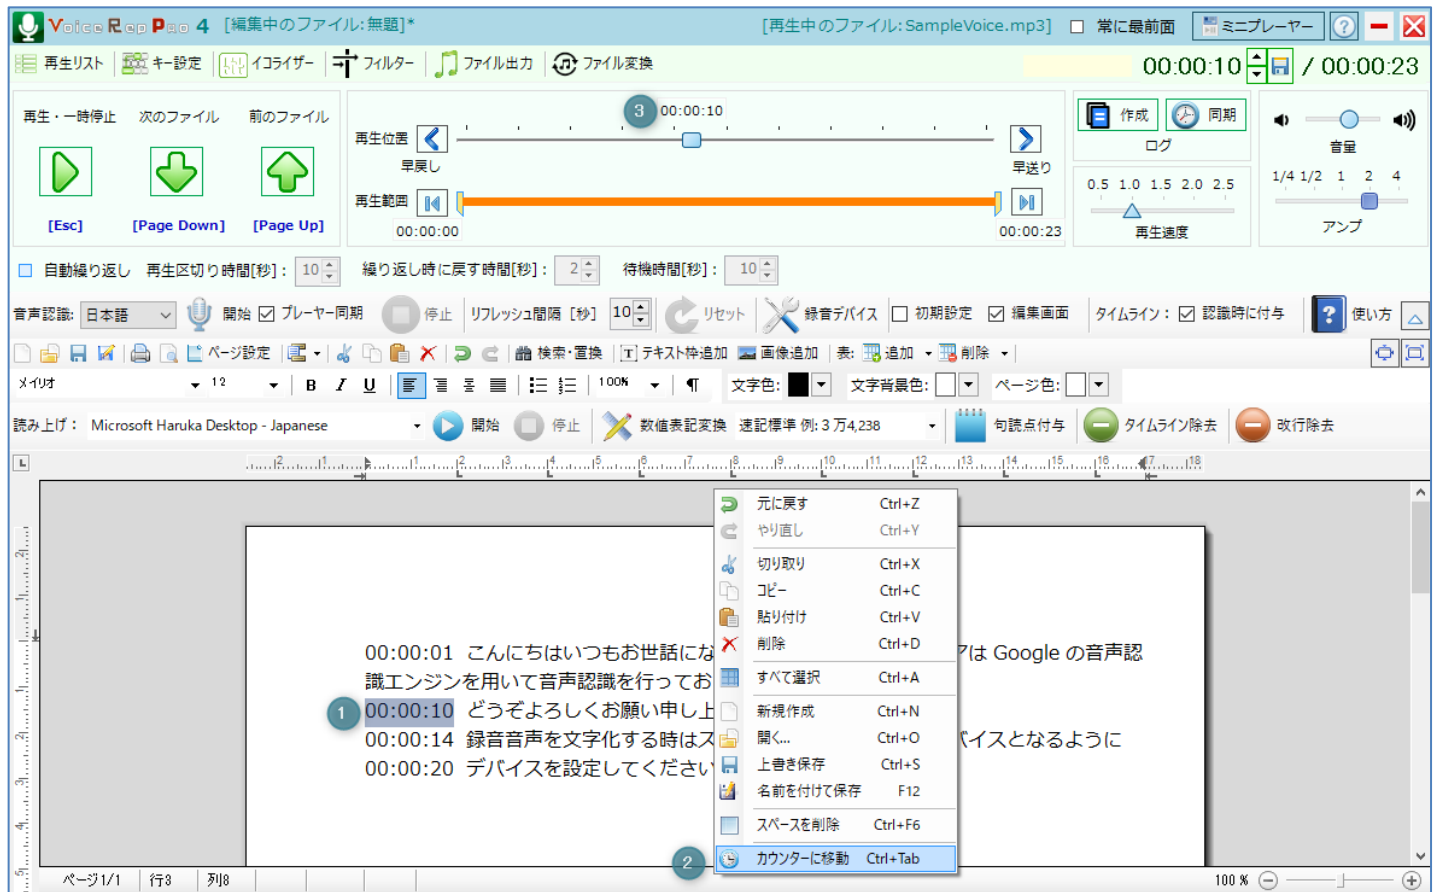 Voice Rep Pro 4 [編集中のファイル:無題]* [再生中のファイル:SampleVoice.mp3] 常に最前面 ミニプレーヤー ?
再生リスト キー設定 イコライザー フィルター ファイル出力 ファイル変換 00:00:10 / 00:00:23
再生・一時停止 次のファイル 前のファイル
[Esc] [Page Down] [Page Up]
3 00:00:10
再生位置
早戻し 早送り
再生範囲
00:00:00 00:00:23
作成 同期
ログ
0.5 1.0 1.5 2.0 2.5
再生速度
音量
1/4 1/2 1 2 4
アンプ
自動繰り返し 再生区切り時間[秒]: 10 繰り返し時に戻す時間[秒]: 2 待機時間[秒]: 10
音声認識: 日本語 開始 プレーヤー同期 停止 リフレッシュ間隔 [秒] 10 リセット 録音デバイス 初期設定 編集画面 タイムライン: 認識時に付与 ? 使い方
ページ設定 検索・置換 T テキスト枠追加 画像追加 表: 追加 削除
メイリオ 12 B I U 100% ¶ 文字色: 文字背景色: ページ色:
読み上げ: Microsoft Haruka Desktop - Japanese 開始 停止 数値表記変換 速記標準 例: 3 万4,238 句読点付与 タイムライン除去 改行除去
L 2 1 1 2 3 4 5 6 7 8 9 10 11 12 13 14 15 16 17 18
00:00:01 こんにちはいつもお世話にな
アは Google の音声認
識エンジンを用いて音声認識を行ってお
1 00:00:10 どうぞよろしくお願い申し上
00:00:14 録音音声を文字化する時はス
バイスとなるように
00:00:20 デバイスを設定してください
元に戻す Ctrl+Z
やり直し Ctrl+Y
切り取り Ctrl+X
コピー Ctrl+C
貼り付け Ctrl+V
削除 Ctrl+D
すべて選択 Ctrl+A
新規作成 Ctrl+N
開く... Ctrl+O
上書き保存 Ctrl+S
名前を付けて保存 F12
スペースを削除 Ctrl+F6
2 カウンターに移動 Ctrl+Tab
ページ1/1 行3 列8 100 %